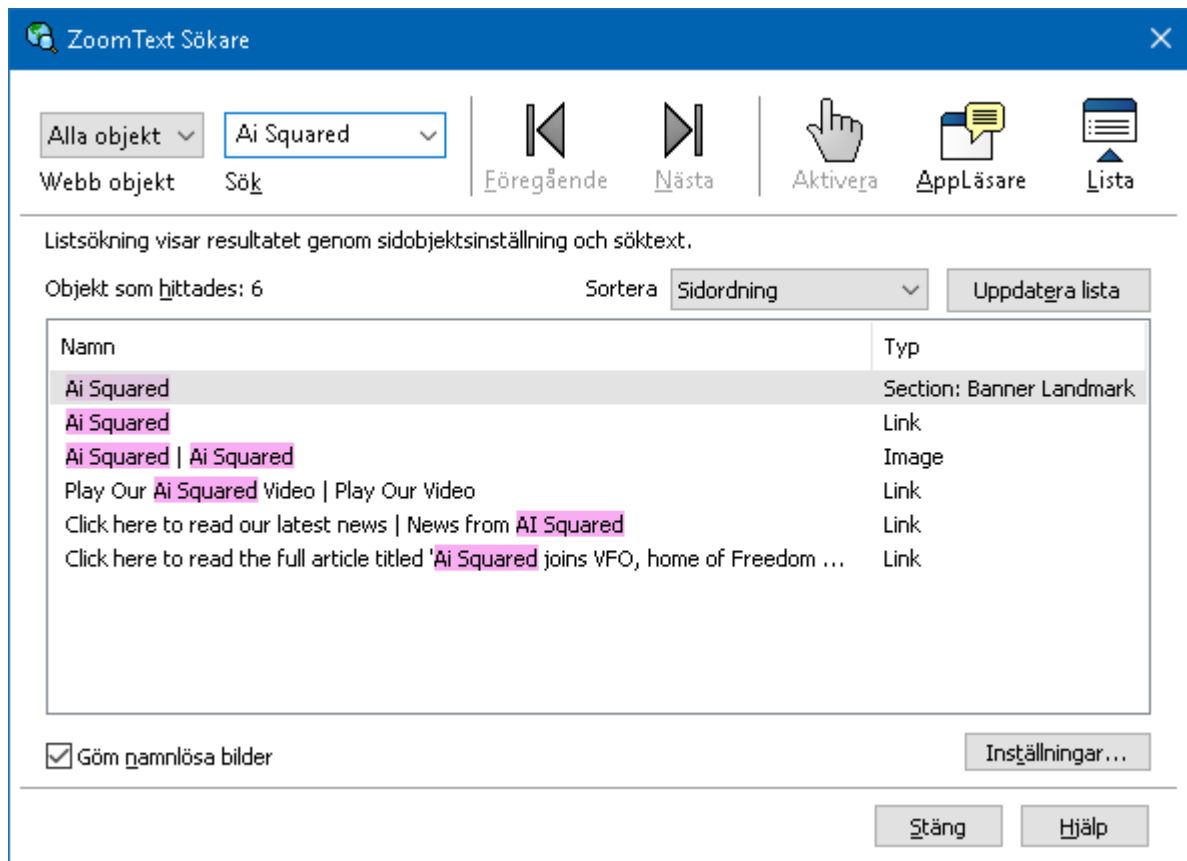 ZoomText Sökare
Alla objekt Ai Squared
Webb objekt Sök Föregående Nästa Aktivera AppLäsare Lista
Listsökning visar resultatet genom sidobjektsinställning och söktext.
Objekt som hittades: 6 Sortera Sidordning Uppdatera lista
Namn Typ
Ai Squared Section: Banner Landmark
Ai Squared Link
Ai Squared | Ai Squared Image
Play Our Ai Squared Video | Play Our Video Link
Click here to read our latest news | News from AI Squared Link
Click here to read the full article titled 'Ai Squared joins VFO, home of Freedom ... Link
Göm namnlösa bilder Inställningar...
Stäng Hjälp